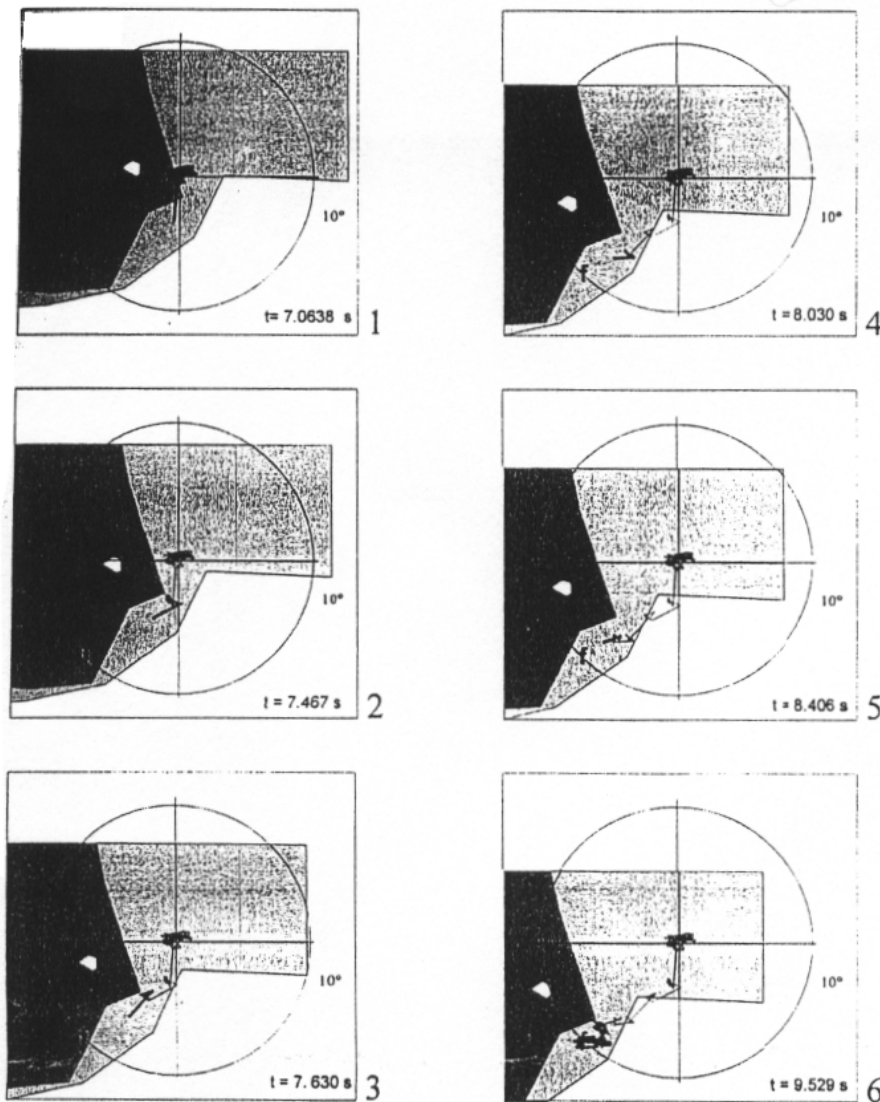 10°
t= 7.0638 s
1
10°
t = 7.467 s
2
10°
t = 7.630 s
3
10°
t = 8.030 s
4
10°
t = 8.406 s
5
10°
t = 9.529 s
6